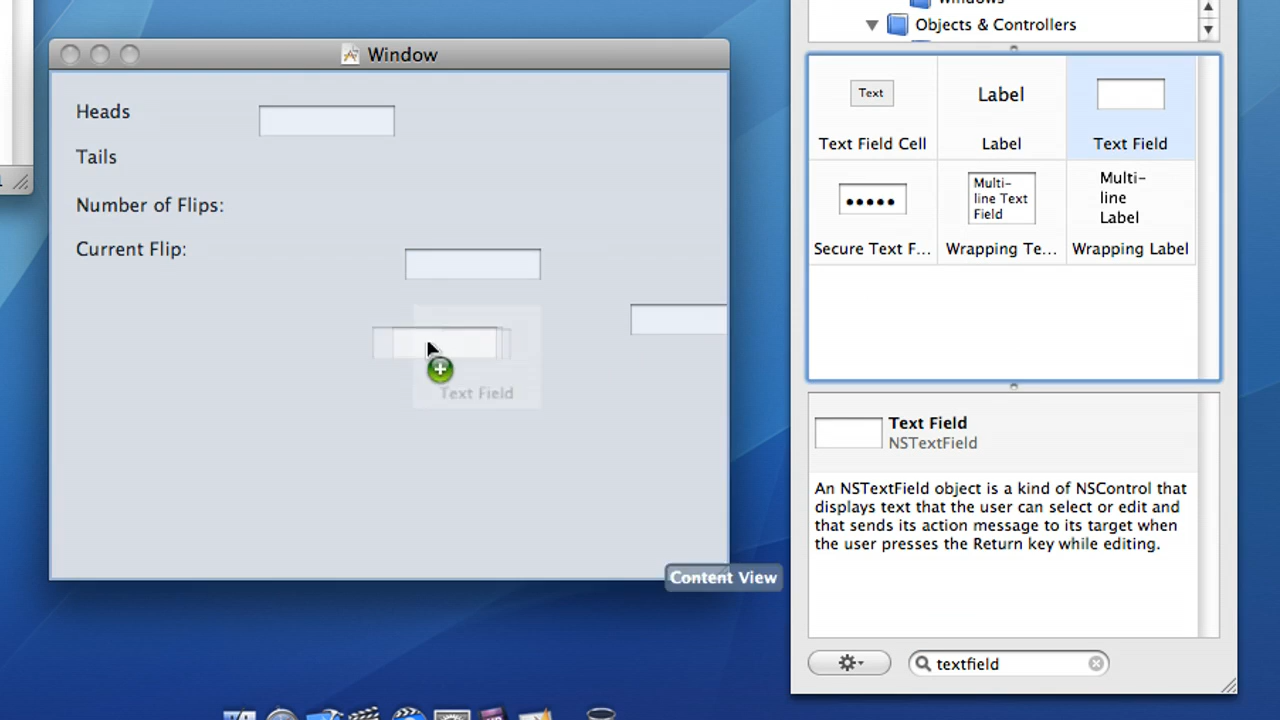 Windows
Objects & Controllers
Window
Heads
Tails
Number of Flips:
Current Flip:
Text Field
Content View
1
Text
Label
Text Field Cell
Label
Text Field
Multi-
line Text
Field
Multi-
line
Label
Secure Text F...
Wrapping Te...
Wrapping Label
Text Field
NSTextField
An NSTextField object is a kind of NSControl that
displays text that the user can select or edit and
that sends its action message to its target when
the user presses the Return key while editing.
textfield